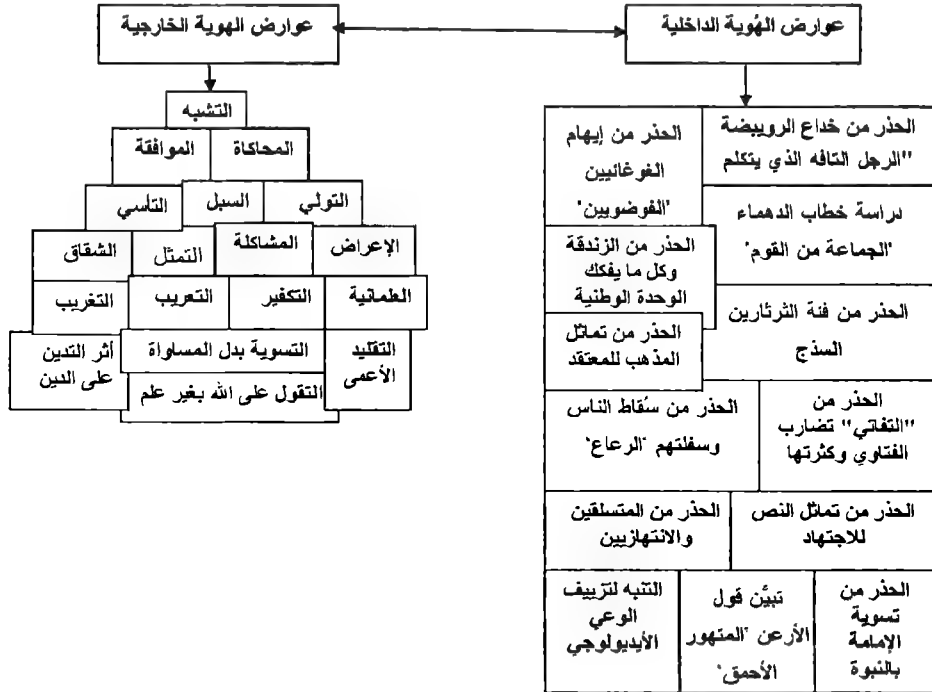 عوارض الهُوية الداخلية
عوارض الهوية الخارجية
الحذر من خداع الرويبضة
"الرجل التافه الذي يتكلم
الحذر من إيهام
الغوغائيين
"الفوضويين"
دراسة خطاب الدهماء
"الجماعة من القوم"
الحذر من الزندقة
وكل ما يفكك
الوحدة الوطنية
الحذر من فئة الثرثارين
السذج
الحذر من تماثل
المذهب للمعتقد
الحذر من
"التفاتي" تضارب
الفتاوي وكثرتها
الحذر من سُقاط الناس
وسفلتهم "الرعاع"
الحذر من تماثل النص
للاجتهاد
الحذر من المتسلقين
والانتهازيين
الحذر من
تسوية
الإمامة
بالنبوة
تبيَّن قول
الأرعن "المتهور
الأحمق"
التنبه لتزييف
الوعي
الأيديولوجي
التشبه
المحاكاة
الموافقة
التولي
السبل
التأسي
الإعراض
المشاكلة
التمثل
الشقاق
العلمانية
التكفير
التعريب
التغريب
التقليد
الأعمى
التسوية بدل المساواة
أثر التدين
على الدين
التقول على الله بغير علم